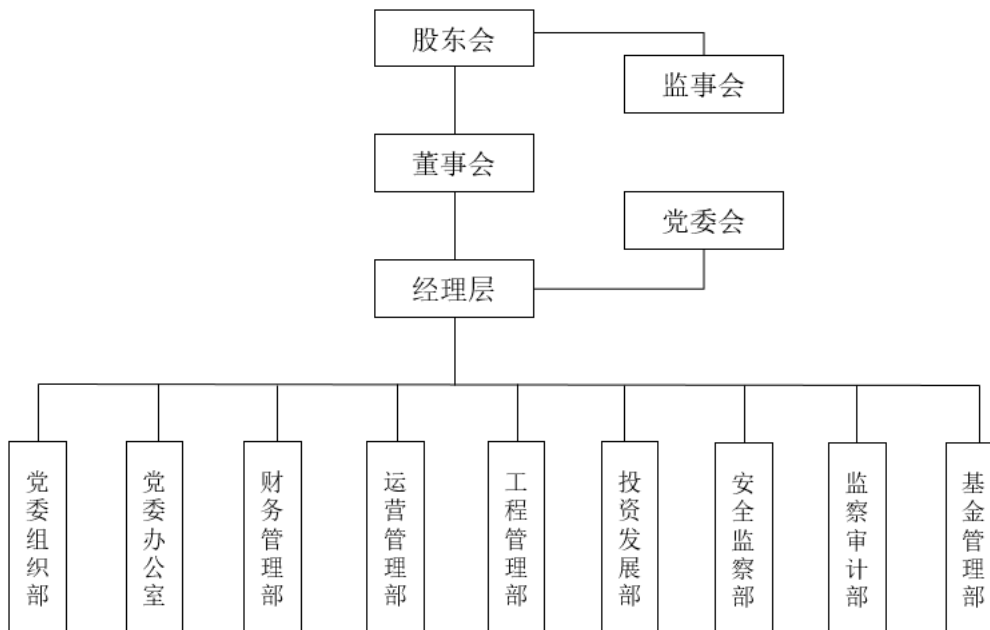 股东会
监事会
董事会
党委会
经理层
党委组织部
党委办公室
财务管理部
运营管理部
工程管理部
投资发展部
安全监察部
监察审计部
基金管理部